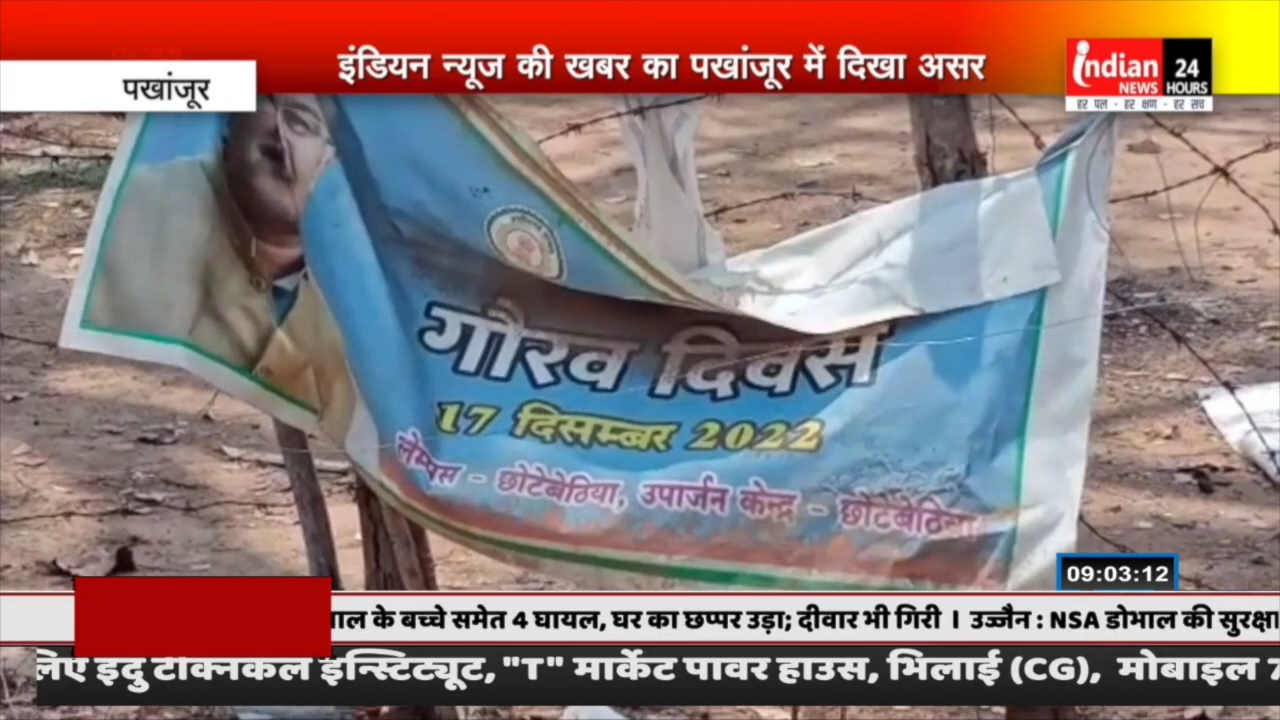 इंडियन न्यूज की खबर का पखांजूर में दिखा असर
पखांजूर
indian NEWS 24 HOURS
हर पल - हर क्षण - हर सच
गौरव दिवस
17 दिसम्बर 2022
लेम्पस - छोटेबेठिया, उपार्जन केन्द्र - छोटेबेठिया
09:03:12
के बच्चे समेत 4 घायल, घर का छप्पर उड़ा; दीवार भी गिरी । उज्जैन : NSA डोभाल की सुरक्षा
इंदु टेक्निकल इन्स्टिट्यूट, "T" मार्केट पावर हाउस, भिलाई (CG), मोबाइल